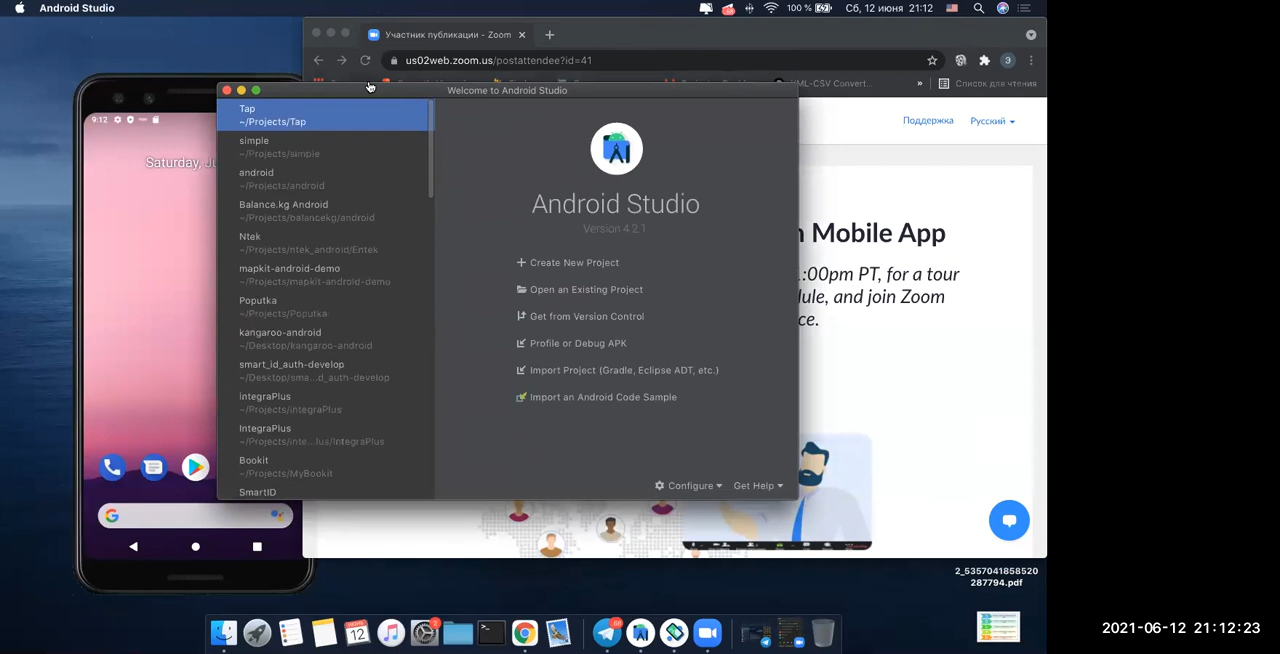 Android Studio
100 %
Сб, 12 июня 21:12
Участник публикации - Zoom
us02web.zoom.us/postattendee?id=41
XML-CSV Convert...
»
Список для чтения
Welcome to Android Studio
Tap
~/Projects/Tap
simple
~/Projects/simple
android
~/Projects/android
Balance.kg Android
~/Projects/balancekg/android
Ntek
~/Projects/ntek_android/Entek
mapkit-android-demo
~/Projects/mapkit-android-demo
Poputka
~/Projects/Poputka
kangaroo-android
~/Desktop/kangaroo-android
smart_id_auth-develop
~/Desktop/sma...d_auth-develop
integraPlus
~/Projects/integraPlus
IntegraPlus
~/Projects/inte...lus/IntegraPlus
Bookit
~/Projects/MyBookit
SmartID
Android Studio
Version 4.2.1
Create New Project
Open an Existing Project
Get from Version Control
Profile or Debug APK
Import Project (Gradle, Eclipse ADT, etc.)
Import an Android Code Sample
Configure
Get Help
Поддержка
Русский
Mobile App
:00pm PT, for a tour
lule, and join Zoom
ce.
9:12
Saturday, Ju
2_5357041858520
287794.pdf
2021-06-12 21:12:23